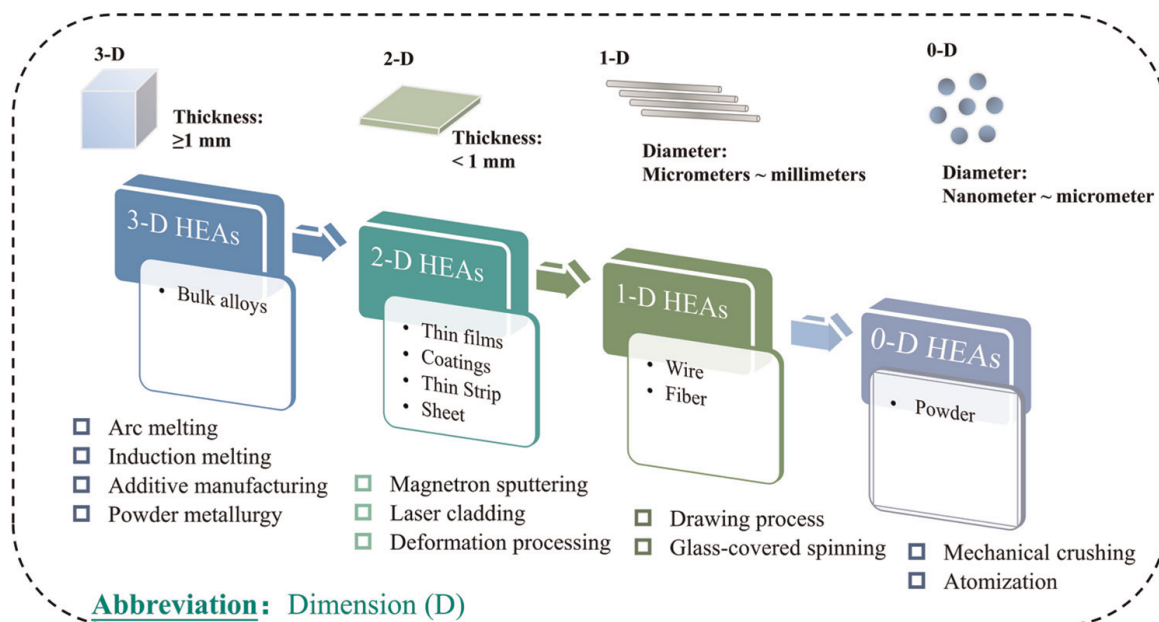 3-D
Thickness:
≥1 mm
2-D
Thickness:
< 1 mm
1-D
Diameter:
Micrometers ~ millimeters
0-D
Diameter:
Nanometer ~ micrometer
3-D HEAs
• Bulk alloys
2-D HEAs
• Thin films
• Coatings
• Thin Strip
• Sheet
1-D HEAs
• Wire
• Fiber
0-D HEAs
• Powder
Arc melting
Induction melting
Additive manufacturing
Powder metallurgy
Magnetron sputtering
Laser cladding
Deformation processing
Drawing process
Glass-covered spinning
Mechanical crushing
Atomization
Abbreviation: Dimension (D)